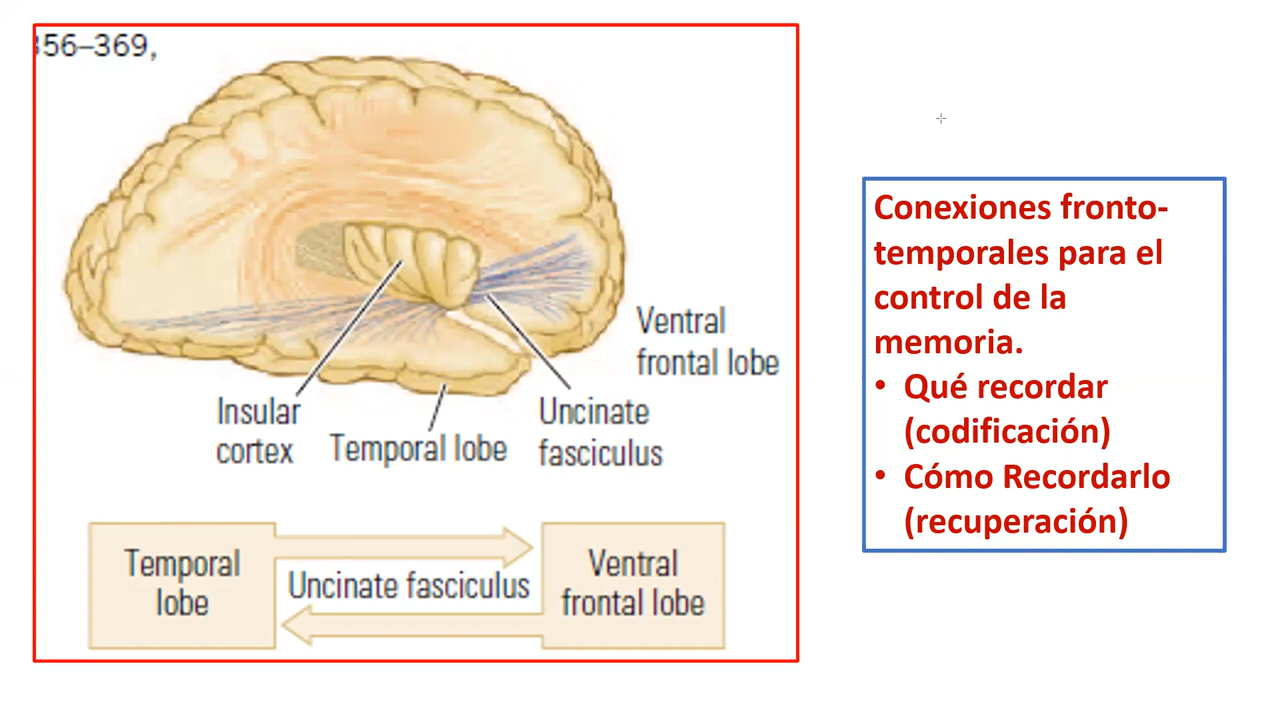 56–369,
Ventral
frontal lobe
Insular
cortex
Temporal lobe
Uncinate
fasciculus
Temporal
lobe
Uncinate fasciculus
Ventral
frontal lobe
Conexiones fronto-
temporales para el
control de la
memoria.
• Qué recordar
(codificación)
• Cómo Recordarlo
(recuperación)